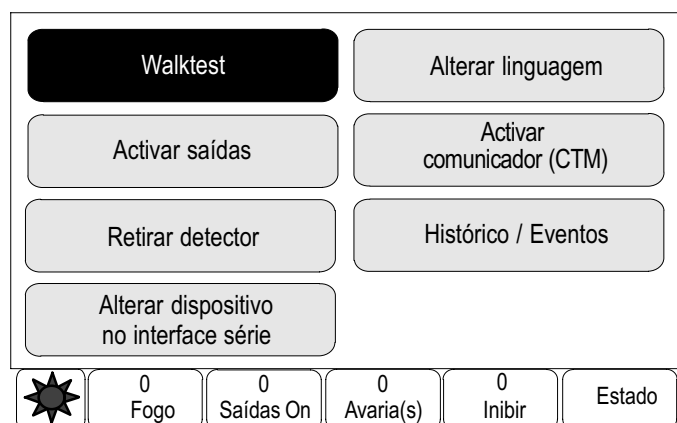 Walktest
Alterar linguagem
Activar saídas
Activar
comunicador (CTM)
Retirar detector
Histórico / Eventos
Alterar dispositivo
no interface série
0
Fogo
0
Saídas On
0
Avaria(s)
0
Inibir
Estado